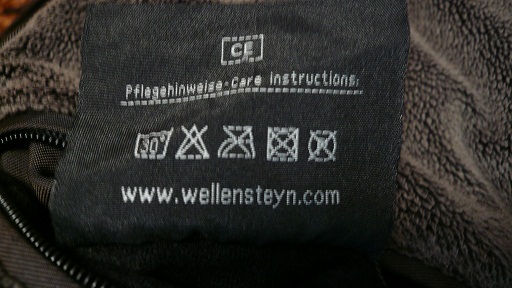 CE
Pflegehinweise-Care instructions:
30°
www.wellensteyn.com